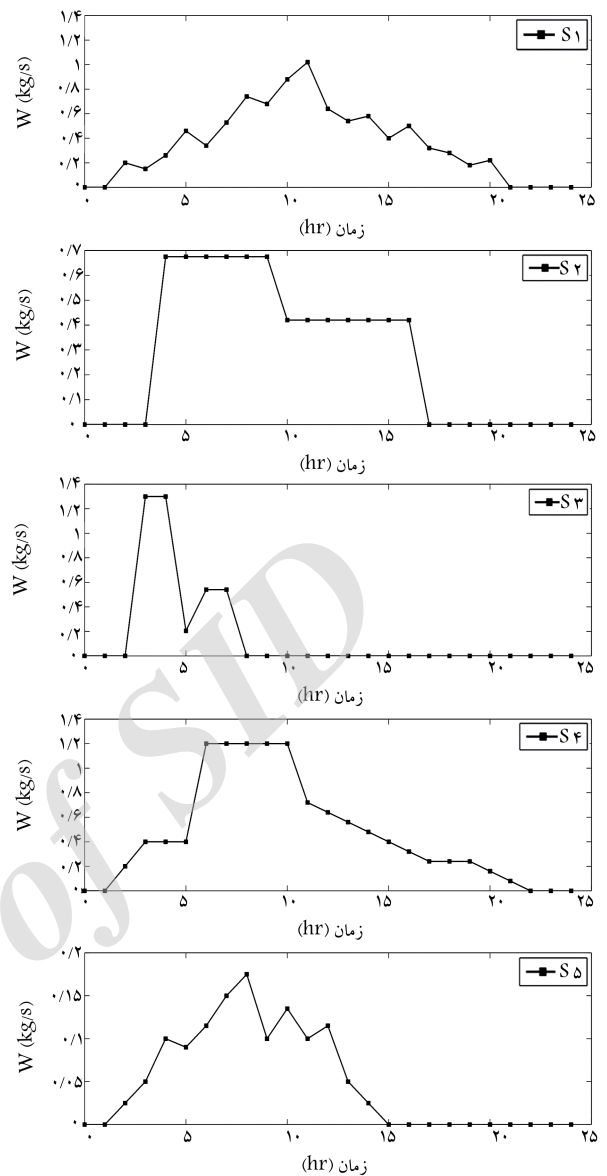 ۱/۴
۱/۲
۱
۰/۸
۰/۶
۰/۴
۰/۲
۰
W (kg/s)
S ۱
۰ ۵ ۱۰ ۱۵ ۲۰ ۲۵
زمان (hr)
۰/۷
۰/۶
۰/۵
۰/۴
۰/۳
۰/۲
۰/۱
۰
W (kg/s)
S ۲
۰ ۵ ۱۰ ۱۵ ۲۰ ۲۵
زمان (hr)
۱/۴
۱/۲
۱
۰/۸
۰/۶
۰/۴
۰/۲
۰
W (kg/s)
S ۳
۰ ۵ ۱۰ ۱۵ ۲۰ ۲۵
زمان (hr)
۱/۴
۱/۲
۱
۰/۸
۰/۶
۰/۴
۰/۲
۰
W (kg/s)
S ۴
۰ ۵ ۱۰ ۱۵ ۲۰ ۲۵
زمان (hr)
۰/۲
۰/۱۵
۰/۱
۰/۰۵
۰
W (kg/s)
S ۵
۰ ۵ ۱۰ ۱۵ ۲۰ ۲۵
زمان (hr)
of SID